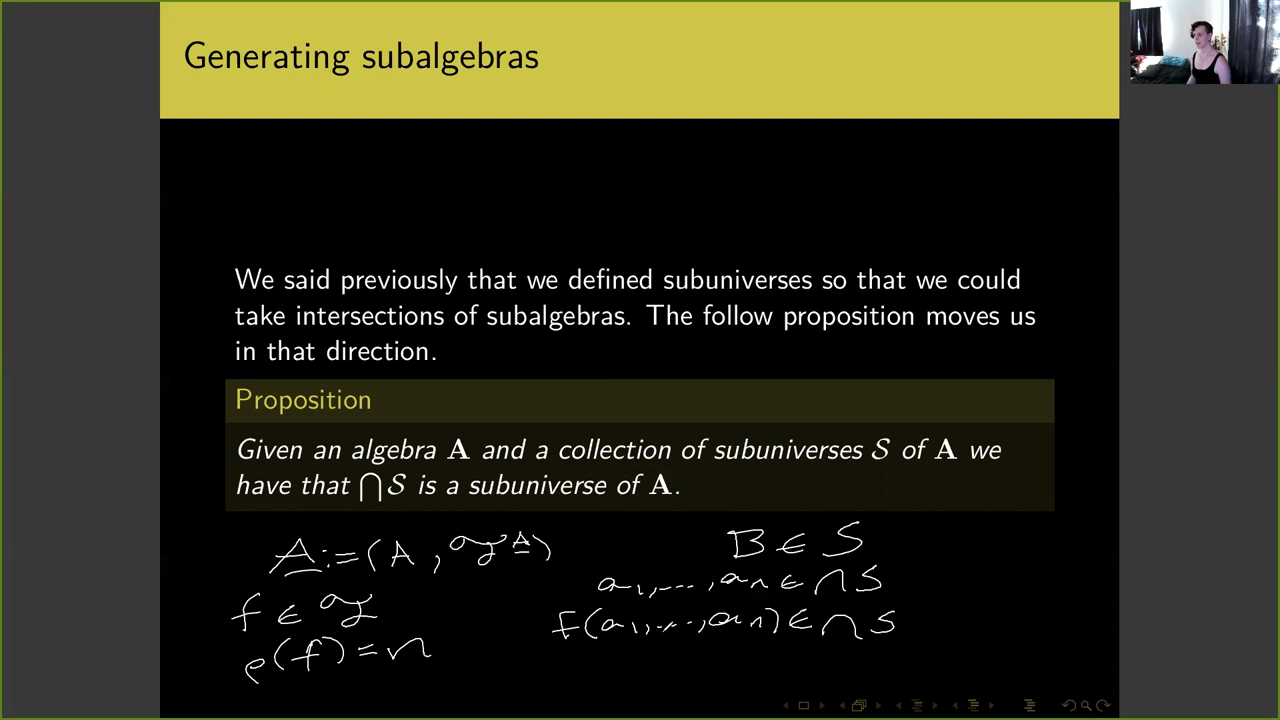 Generating subalgebras
We said previously that we defined subuniverses so that we could
take intersections of subalgebras. The follow proposition moves us
in that direction.
Proposition
Given an algebra A and a collection of subuniverses 𝒮 of A we
have that ⋂𝒮 is a subuniverse of A.
A := (A, ℱ^A)
f ∈ ℱ
ρ(f) = n
B ∈ S
a₁, ..., aₙ ∈ ∩ S
f(a₁, ..., aₙ) ∈ ∩ S